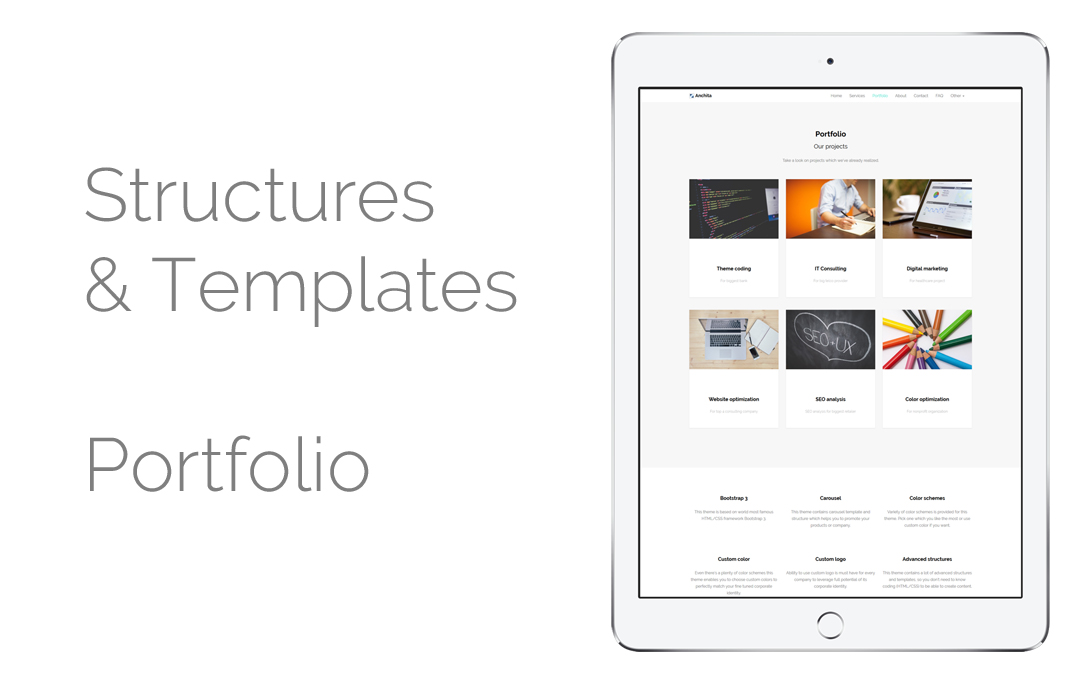 Structures
& Templates
Portfolio
Archita
Home Services Portfolio About Contact FAQ Other
Portfolio
Our projects
Take a look on projects which we've already realized.
Theme coding IT Consulting Digital marketing
SEO+UX
Website optimization SEO analysis Color optimization
Bootstrap 3 Carousel Color schemes
This theme is based on world most famous This theme contains carousel template and Variety of color schemes is provided for this
HTML/CSS framework Bootstrap 3. structure which helps you to promote your theme. Pick one which you like the most or use
products or company. custom color if you want.
Custom color Custom logo Advanced structures
Even there's a plenty of color schemes this Ability to use custom logo is must have for every This theme contains a lot of advanced structures
theme enables you to choose custom colors to company to leverage full potential of its and templates, so you don't need to know
perfectly match your fine tuned corporate corporate identity. coding HTML/CSS to be able to create content.
identity.